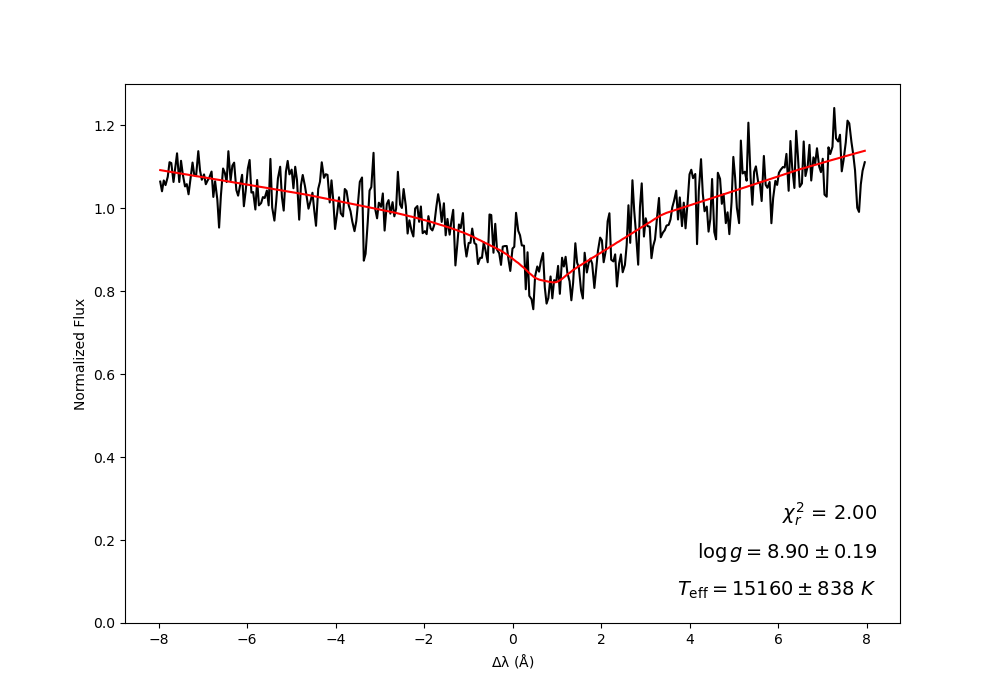 1.2
1.0
0.8
0.6
0.4
0.2
0.0
Normalized Flux
χ²ᵣ = 2.00
log g = 8.90 ± 0.19
T_eff = 15160 ± 838 K
−8 −6 −4 −2 0 2 4 6 8
Δλ (Å)